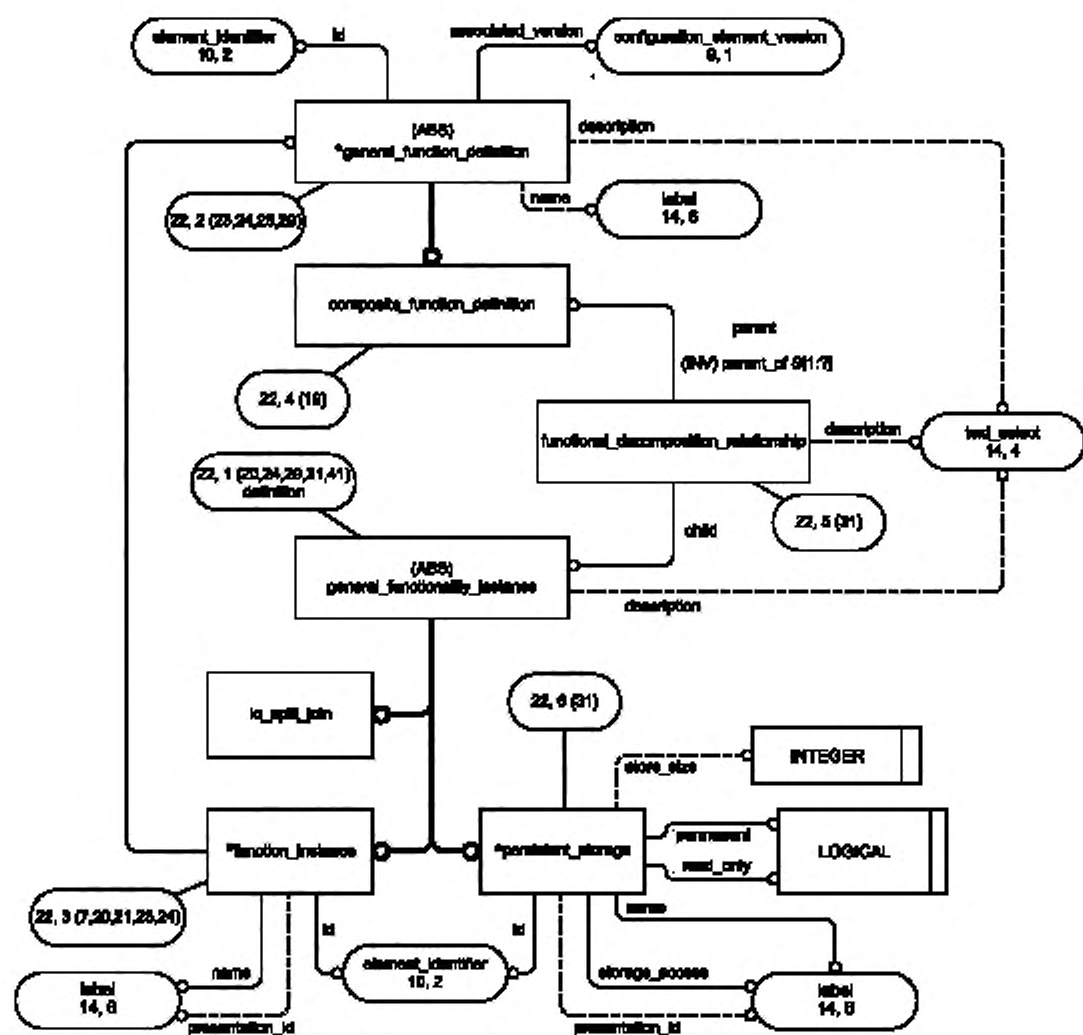 element_identifier
10, 2
id
associated_version
configuration_element_version
9, 1
(ABS)
*general_function_definition
description
22, 2 (23,24,25,29)
name
label
14, 6
composite_function_definition
parent
(INV) parent_of S[1:?]
22, 4 (19)
functional_decomposition_relationship
description
text_select
14, 4
22, 1 (23,24,29,31,41)
definition
22, 5 (31)
child
(ABS)
general_functionality_instance
description
io_split_join
22, 6 (31)
store_size
INTEGER
*function_instance
*persistent_storage
permanent
read_only
LOGICAL
22, 3 (7,20,21,23,24)
name
id
id
element_identifier
10, 2
storage_access
name
label
14, 6
presentation_id
label
14, 6
presentation_id